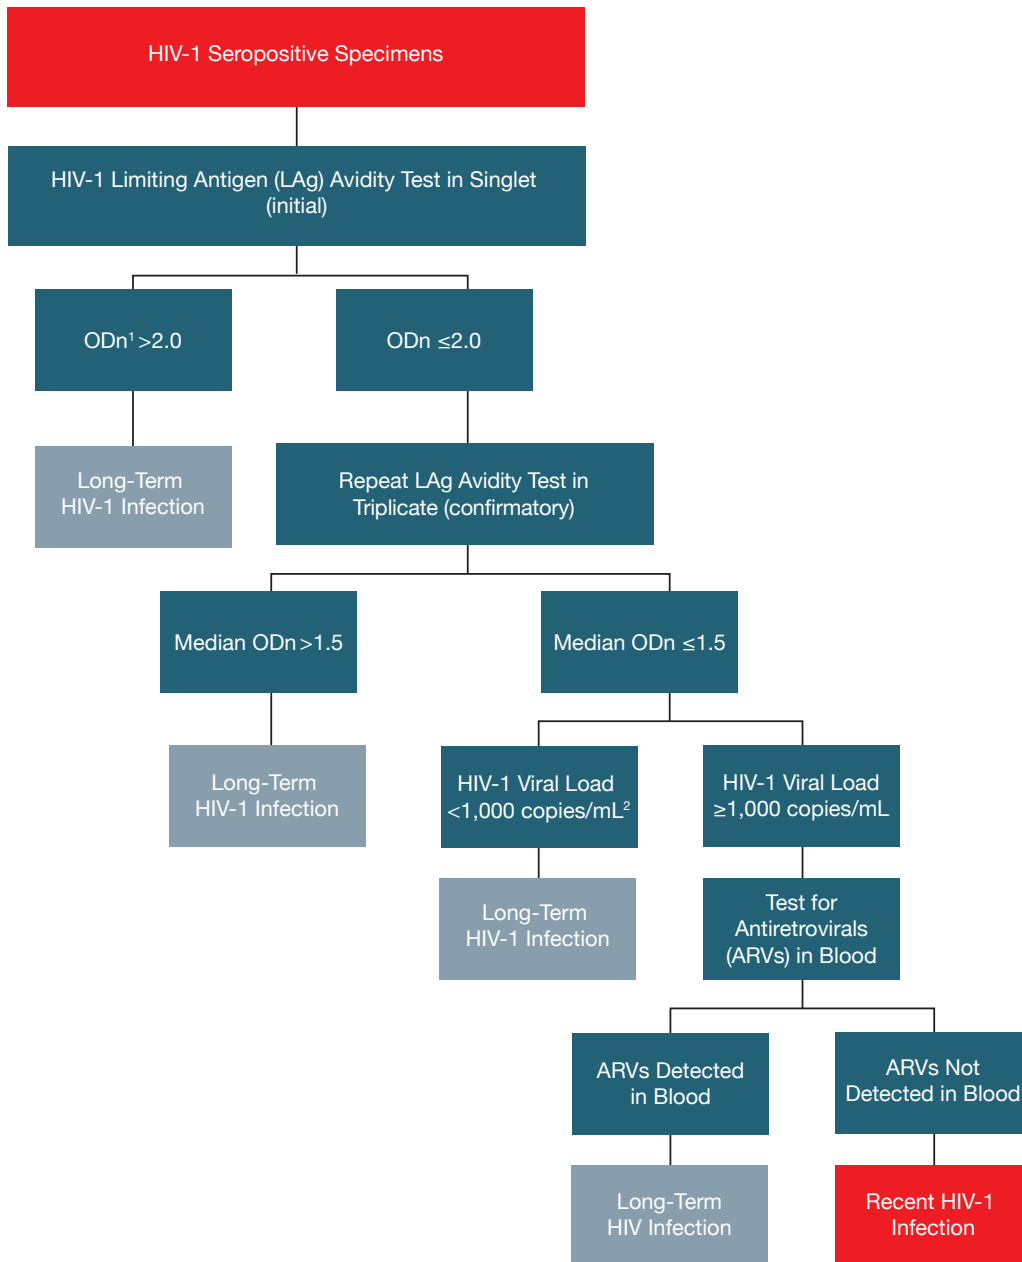 HIV-1 Seropositive Specimens
HIV-1 Limiting Antigen (LAg) Avidity Test in Singlet
(initial)
ODn¹ >2.0
ODn ≤2.0
Long-Term
HIV-1 Infection
Repeat LAg Avidity Test in
Triplicate (confirmatory)
Median ODn >1.5
Median ODn ≤1.5
Long-Term
HIV-1 Infection
HIV-1 Viral Load
<1,000 copies/mL²
HIV-1 Viral Load
≥1,000 copies/mL
Long-Term
HIV-1 Infection
Test for
Antiretrovirals
(ARVs) in Blood
ARVs Detected
in Blood
ARVs Not
Detected in Blood
Long-Term
HIV Infection
Recent HIV-1
Infection